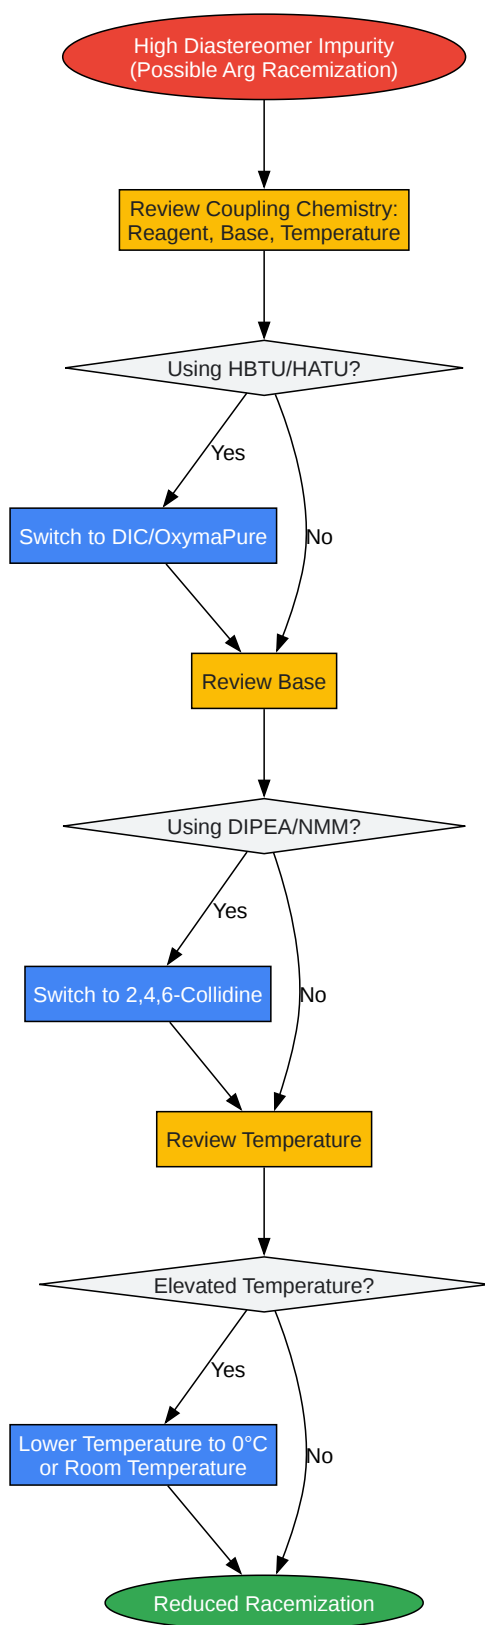 High Diastereomer Impurity
(Possible Arg Racemization)
Review Coupling Chemistry:
Reagent, Base, Temperature
Using HBTU/HATU?
Yes
Switch to DIC/OxymaPure
No
Review Base
Using DIPEA/NMM?
Yes
Switch to 2,4,6-Collidine
No
Review Temperature
Elevated Temperature?
Yes
Lower Temperature to 0°C
or Room Temperature
No
Reduced Racemization